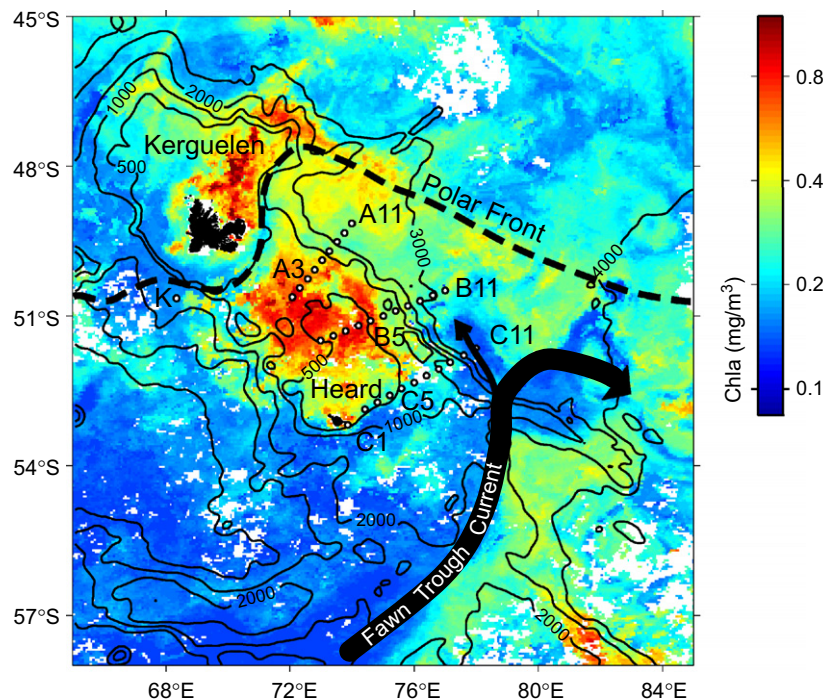 45°S
48°S
51°S
54°S
57°S
68°E
72°E
76°E
80°E
84°E
1000
2000
Kerguelen
500
A11
Polar Front
3000
4000
A3
K
B11
B5
C11
500
Heard
C5
1000
C1
2000
2000
2000
Fawn Trough Current
0.8
0.4
0.2
0.1
Chla (mg/m³)